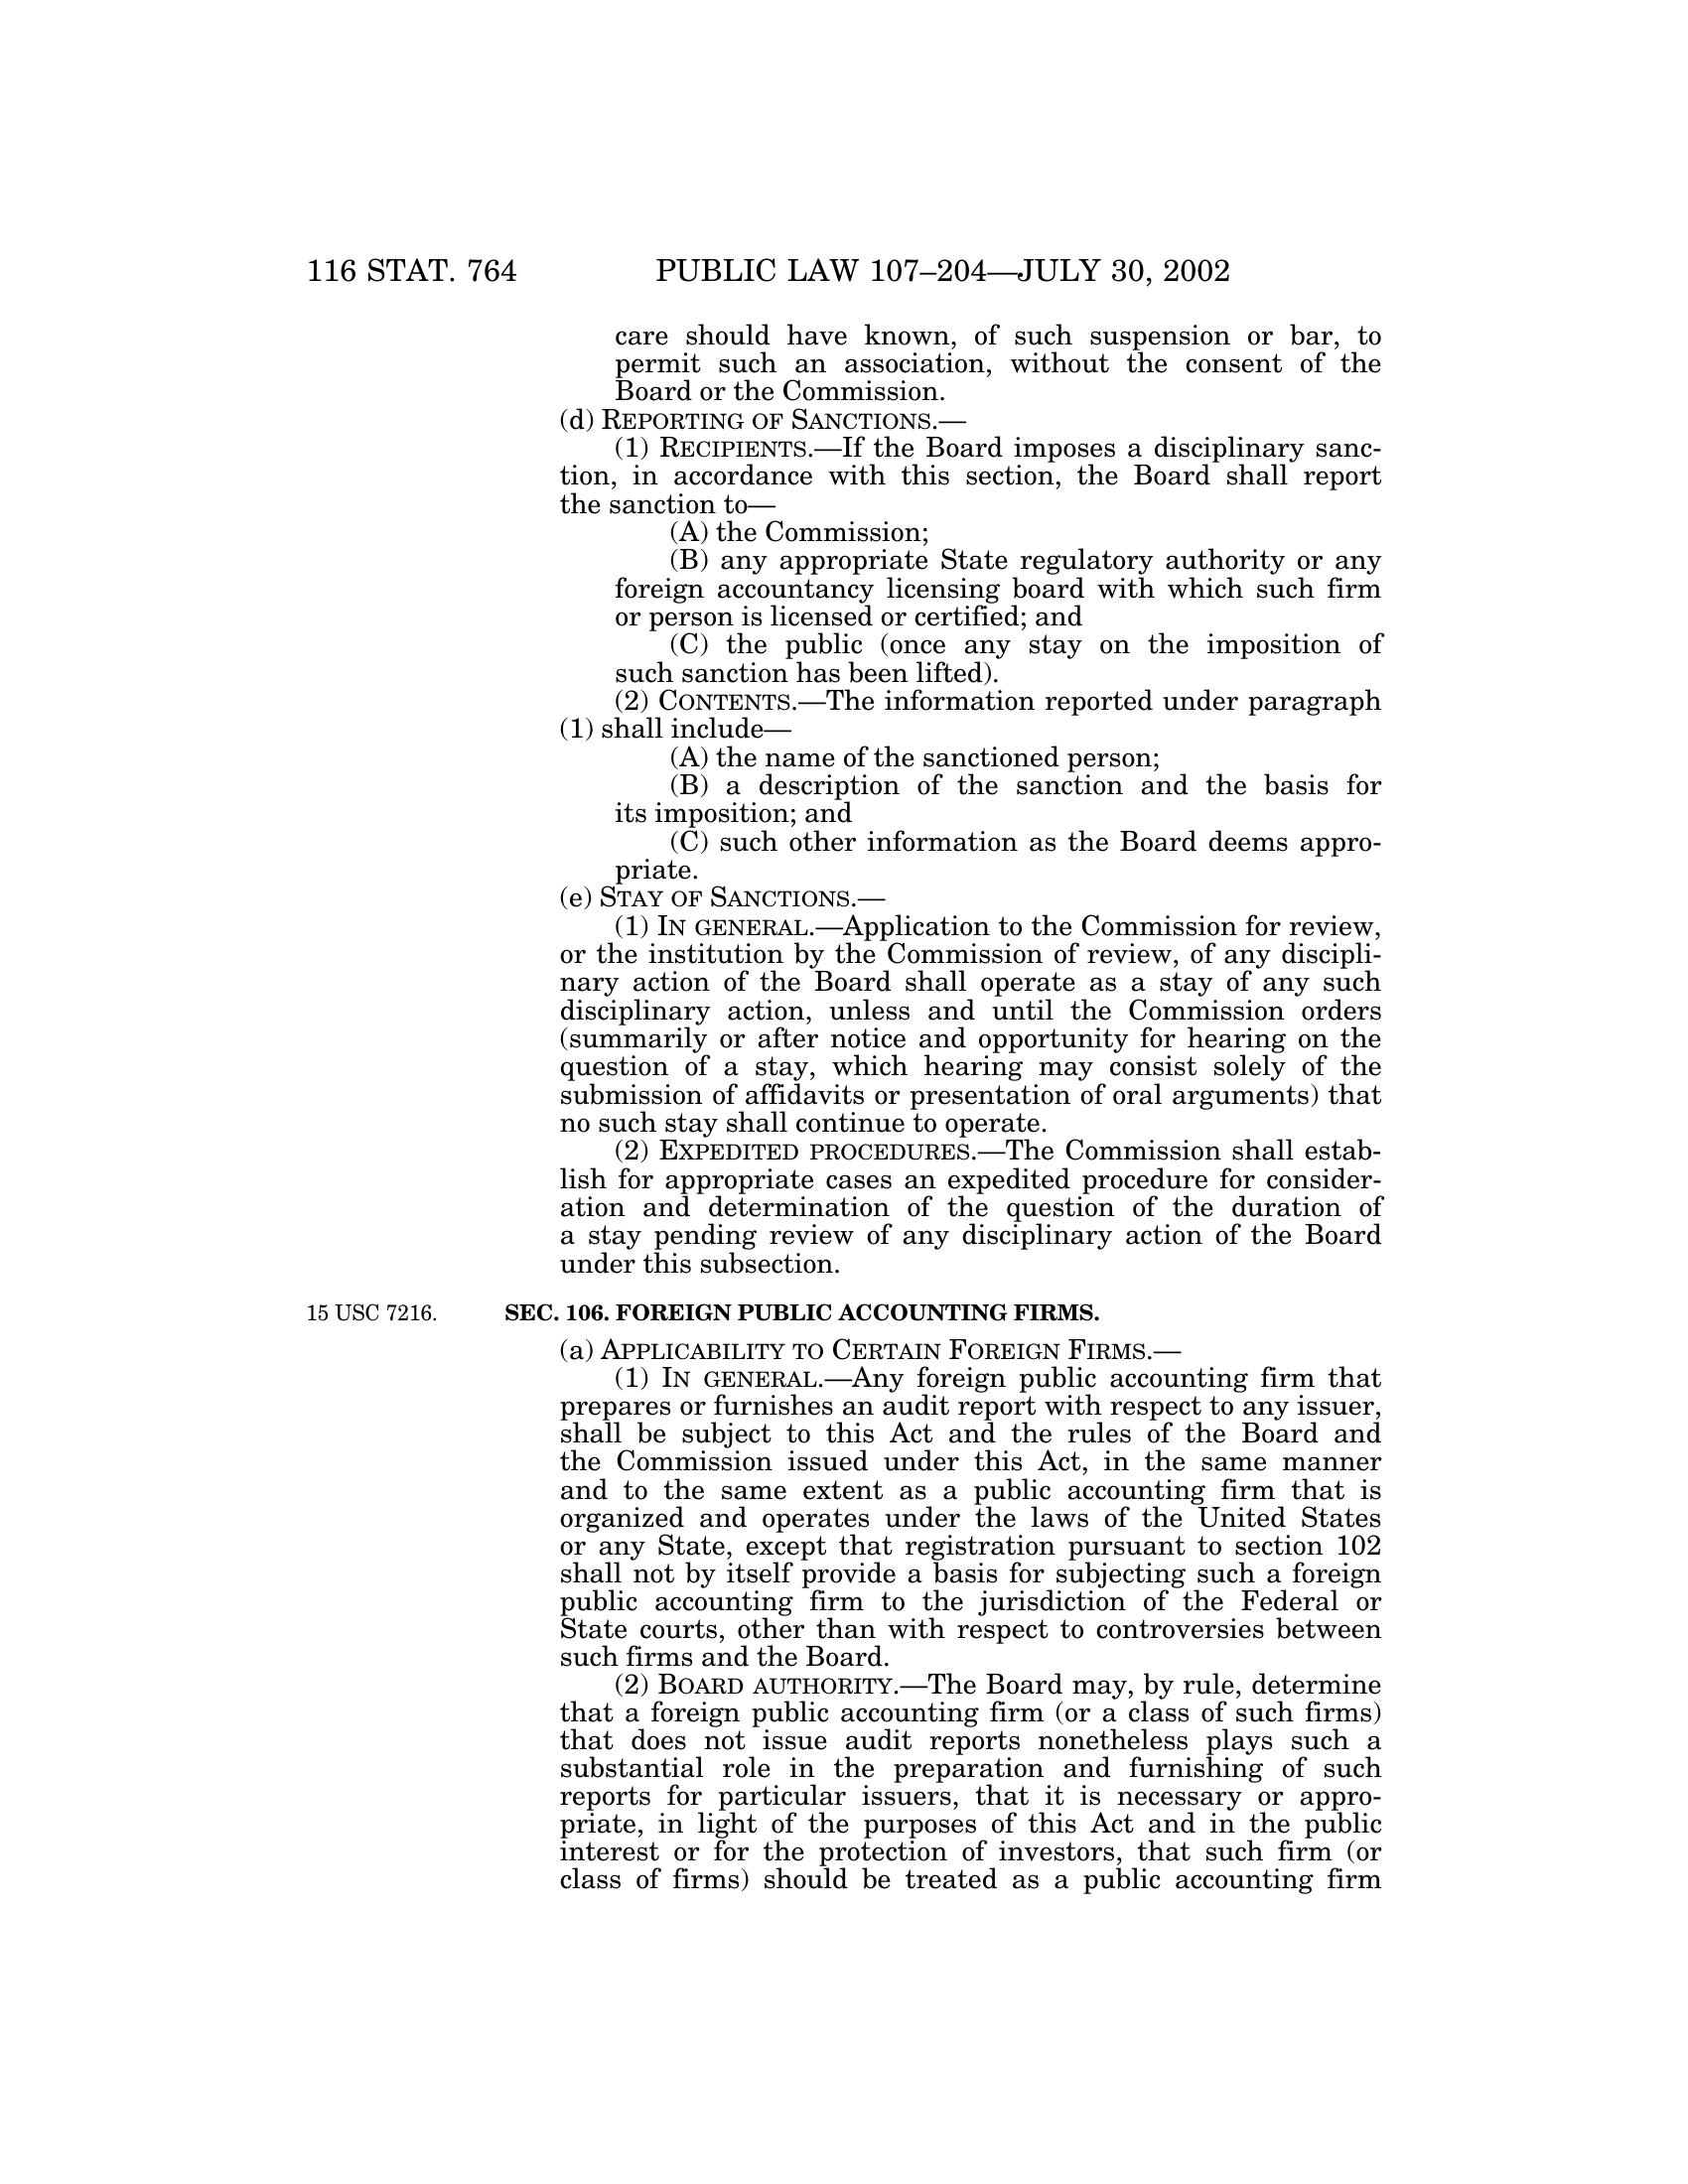 116 STAT. 764 PUBLIC LAW 107–204—JULY 30, 2002
care should have known, of such suspension or bar, to
permit such an association, without the consent of the
Board or the Commission.
(d) REPORTING OF SANCTIONS.—
(1) RECIPIENTS.—If the Board imposes a disciplinary sanc-
tion, in accordance with this section, the Board shall report
the sanction to—
(A) the Commission;
(B) any appropriate State regulatory authority or any
foreign accountancy licensing board with which such firm
or person is licensed or certified; and
(C) the public (once any stay on the imposition of
such sanction has been lifted).
(2) CONTENTS.—The information reported under paragraph
(1) shall include—
(A) the name of the sanctioned person;
(B) a description of the sanction and the basis for
its imposition; and
(C) such other information as the Board deems appro-
priate.
(e) STAY OF SANCTIONS.—
(1) IN GENERAL.—Application to the Commission for review,
or the institution by the Commission of review, of any discipli-
nary action of the Board shall operate as a stay of any such
disciplinary action, unless and until the Commission orders
(summarily or after notice and opportunity for hearing on the
question of a stay, which hearing may consist solely of the
submission of affidavits or presentation of oral arguments) that
no such stay shall continue to operate.
(2) EXPEDITED PROCEDURES.—The Commission shall estab-
lish for appropriate cases an expedited procedure for consider-
ation and determination of the question of the duration of
a stay pending review of any disciplinary action of the Board
under this subsection.
15 USC 7216. SEC. 106. FOREIGN PUBLIC ACCOUNTING FIRMS.
(a) APPLICABILITY TO CERTAIN FOREIGN FIRMS.—
(1) IN GENERAL.—Any foreign public accounting firm that
prepares or furnishes an audit report with respect to any issuer,
shall be subject to this Act and the rules of the Board and
the Commission issued under this Act, in the same manner
and to the same extent as a public accounting firm that is
organized and operates under the laws of the United States
or any State, except that registration pursuant to section 102
shall not by itself provide a basis for subjecting such a foreign
public accounting firm to the jurisdiction of the Federal or
State courts, other than with respect to controversies between
such firms and the Board.
(2) BOARD AUTHORITY.—The Board may, by rule, determine
that a foreign public accounting firm (or a class of such firms)
that does not issue audit reports nonetheless plays such a
substantial role in the preparation and furnishing of such
reports for particular issuers, that it is necessary or appro-
priate, in light of the purposes of this Act and in the public
interest or for the protection of investors, that such firm (or
class of firms) should be treated as a public accounting firm